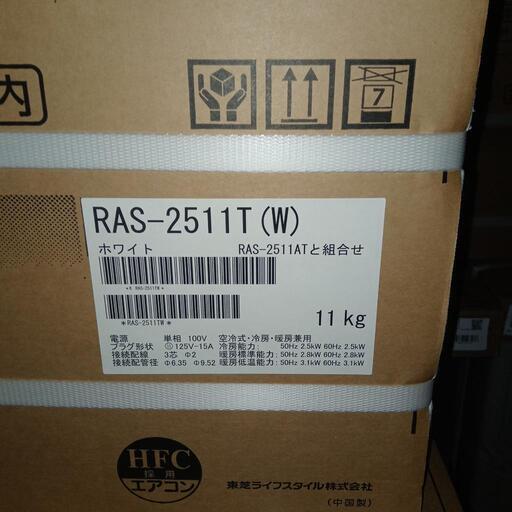 内
7
RAS-2511T(W)
ホワイト RAS-2511ATと組合せ
*RAS-2511TW*
11kg
電源 単相 100V 空冷式・冷房・暖房兼用
プラグ形状 125V-15A 冷房能力: 50Hz 2.5kW 60Hz 2.5kW
接続配線 3芯 Φ2 暖房標準能力: 50Hz 2.8kW 60Hz 2.8kW
接続配管径 Φ6.35 Φ9.52 暖房低温能力: 50Hz 3.1kW 60Hz 3.1kW
HFC
採用
エアコン
東芝ライフスタイル株式会社
(中国製)